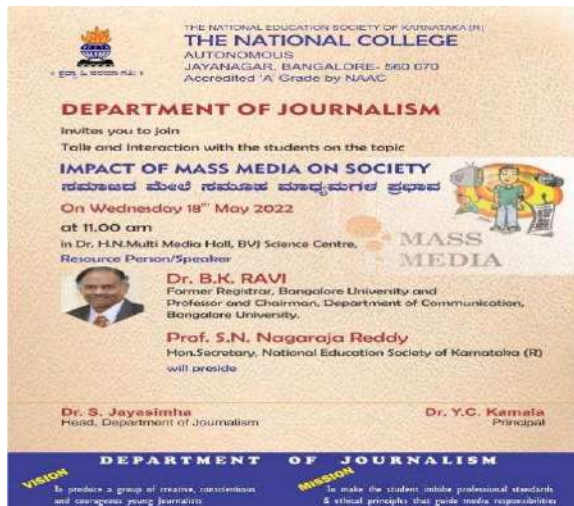 THE NATIONAL EDUCATION SOCIETY OF KARNATAKA (R)
THE NATIONAL COLLEGE
AUTONOMOUS
JAYANAGAR, BANGALORE- 560 070
Accredited 'A' Grade by NAAC
DEPARTMENT OF JOURNALISM
Invites you to join
Talk and Interaction with the students on the topic
IMPACT OF MASS MEDIA ON SOCIETY
ಸಮಾಜದ ಮೇಲೆ ಸಮೂಹ ಮಾಧ್ಯಮಗಳ ಪ್ರಭಾವ
On Wednesday 18th May 2022
at 11.00 am
in Dr. H.N.Multi Media Hall, BVJ Science Centre,
MASS
MEDIA
Resource Person/Speaker
Dr. B.K. RAVI
Former Registrar, Bangalore University and
Professor and Chairman, Department of Communication,
Bangalore University.
Prof. S.N. Nagaraja Reddy
Hon.Secretary, National Education Society of Karnataka (R)
will preside
Dr. S. Jayasimha
Head, Department of Journalism
Dr. Y.C. Kamala
Principal
DEPARTMENT OF JOURNALISM
VISION
To produce a group of creative, conscientious
and courageous young journalists
MISSION
To make the student imbibe professional standards
& ethical principles that guide media responsibilities